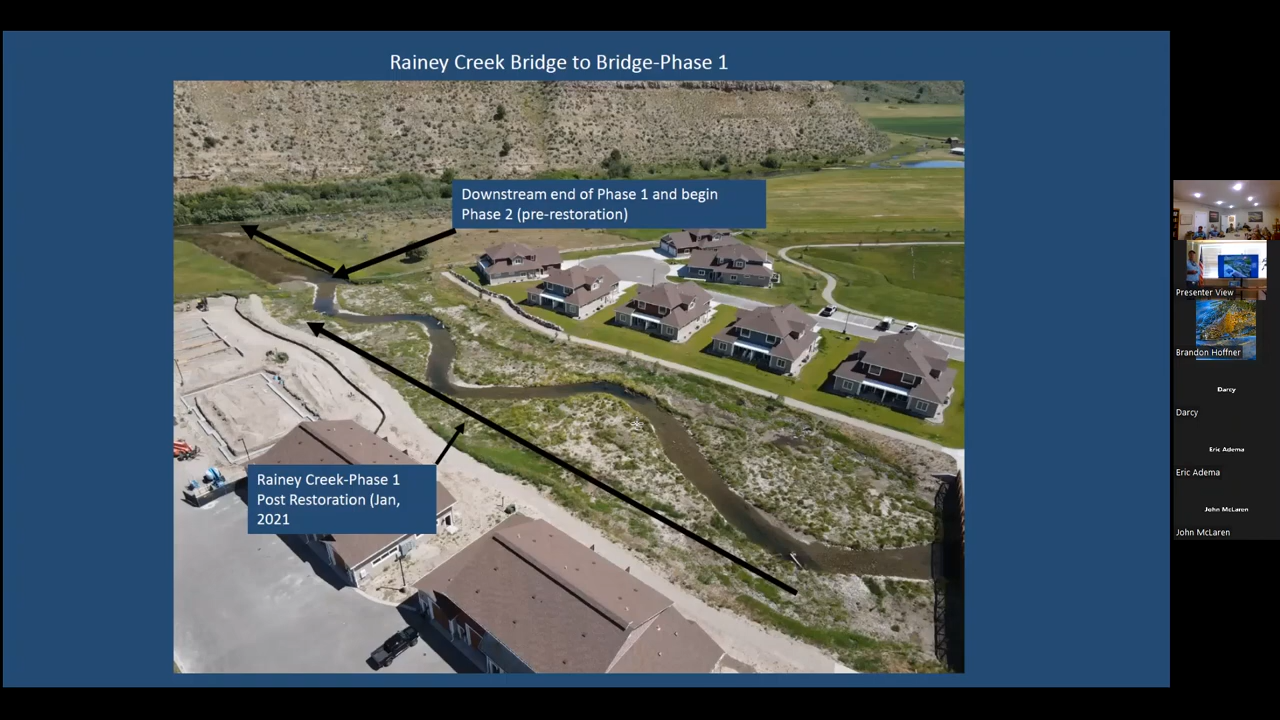 Rainey Creek Bridge to Bridge-Phase 1
Downstream end of Phase 1 and begin
Phase 2 (pre-restoration)
Rainey Creek-Phase 1
Post Restoration (Jan,
2021
Presenter View
Brandon Hoffner
Darcy
Darcy
Eric Adema
Eric Adema
John McLaren
John McLaren